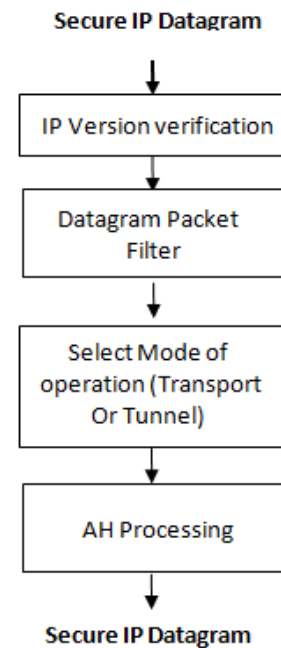 Secure IP Datagram
IP Version verification
Datagram Packet
Filter
Select Mode of
operation (Transport
Or Tunnel)
AH Processing
Secure IP Datagram